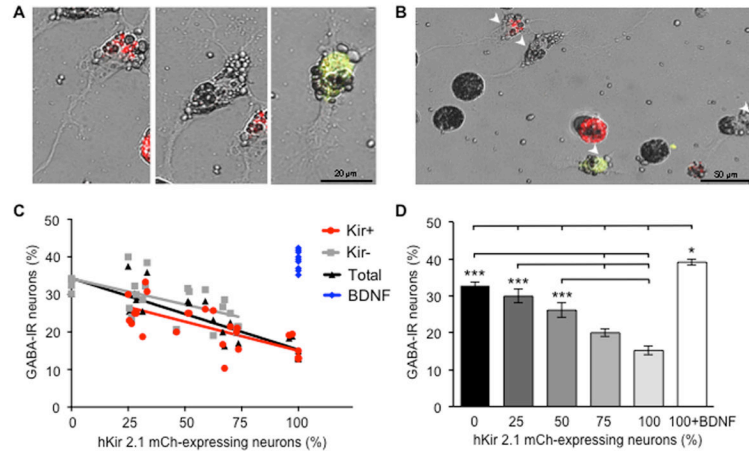 A
B
20 µm
50 µm
C
50
40
30
20
10
0
GABA-IR neurons (%)
0
25
50
75
100
hKir 2.1 mCh-expressing neurons (%)
Kir+
Kir-
Total
BDNF
D
50
40
30
20
10
0
GABA-IR neurons (%)
***
***
***
*
0
25
50
75
100
100+BDNF
hKir 2.1 mCh-expressing neurons (%)